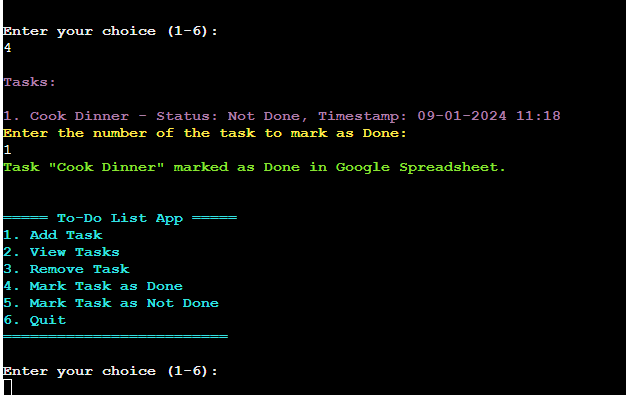 Enter your choice (1-6):
4
Tasks:
1. Cook Dinner - Status: Not Done, Timestamp: 09-01-2024 11:18
Enter the number of the task to mark as Done:
1
Task "Cook Dinner" marked as Done in Google Spreadsheet.
===== To-Do List App =====
1. Add Task
2. View Tasks
3. Remove Task
4. Mark Task as Done
5. Mark Task as Not Done
6. Quit
=========================
Enter your choice (1-6):